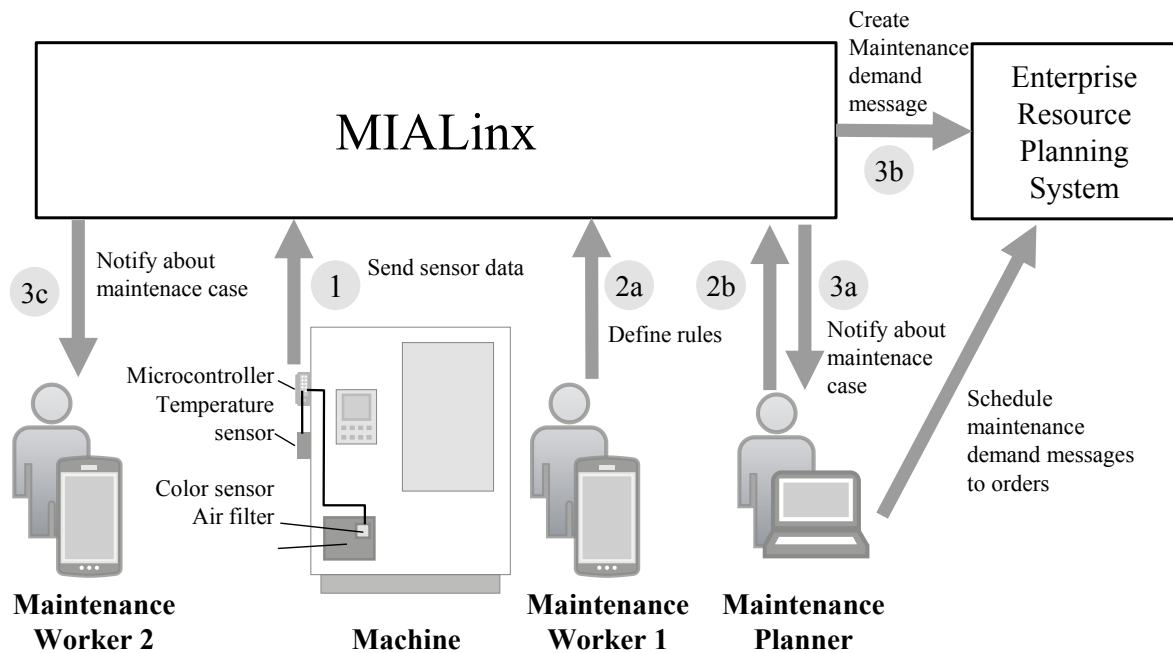 Create
Maintenance
demand
message
Enterprise
Resource
Planning
System
MIALinx
3b
Notify about
maintenace case
3c
1
Send sensor data
2a
Define rules
2b
3a
Notify about
maintenace
case
Microcontroller
Temperature
sensor
Color sensor
Air filter
Schedule
maintenance
demand messages
to orders
Maintenance
Worker 2
Machine
Maintenance
Worker 1
Maintenance
Planner